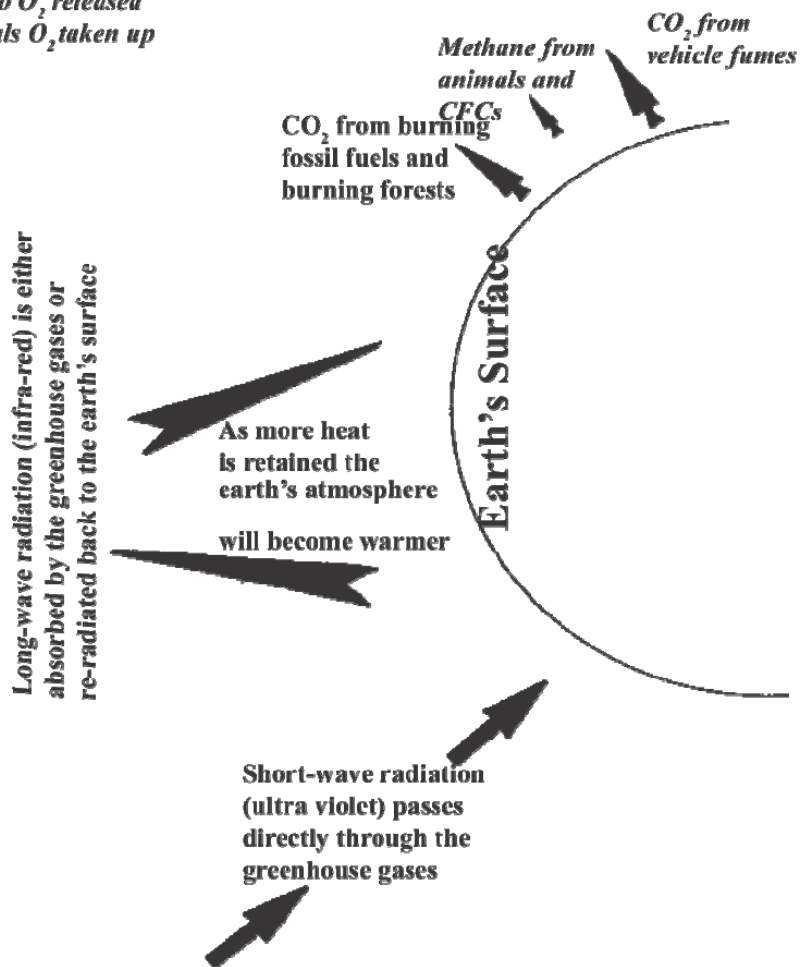 O₂ released
O₂ taken up
CO₂ from
vehicle fumes
Methane from
animals and
CFCs
CO₂ from burning
fossil fuels and
burning forests
Earth's Surface
Long-wave radiation (infra-red) is either
absorbed by the greenhouse gases or
re-radiated back to the earth's surface
As more heat
is retained the
earth's atmosphere
will become warmer
Short-wave radiation
(ultra violet) passes
directly through the
greenhouse gases